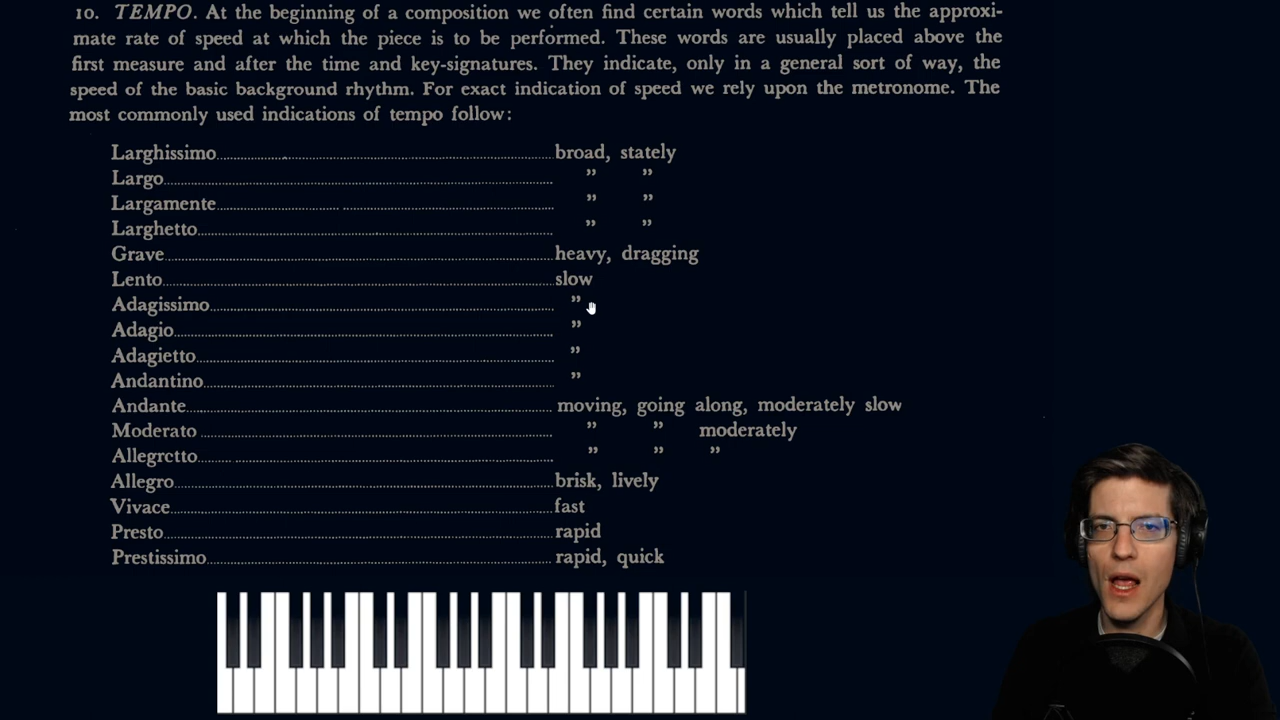 10. TEMPO. At the beginning of a composition we often find certain words which tell us the approxi-
mate rate of speed at which the piece is to be performed. These words are usually placed above the
first measure and after the time and key-signatures. They indicate, only in a general sort of way, the
speed of the basic background rhythm. For exact indication of speed we rely upon the metronome. The
most commonly used indications of tempo follow:
Larghissimo broad, stately
Largo ” ”
Largamente ” ”
Larghetto ” ”
Grave heavy, dragging
Lento slow
Adagissimo ”
Adagio ”
Adagietto ”
Andantino ”
Andante moving, going along, moderately slow
Moderato ” ” moderately
Allegretto ” ” ”
Allegro brisk, lively
Vivace fast
Presto rapid
Prestissimo rapid, quick